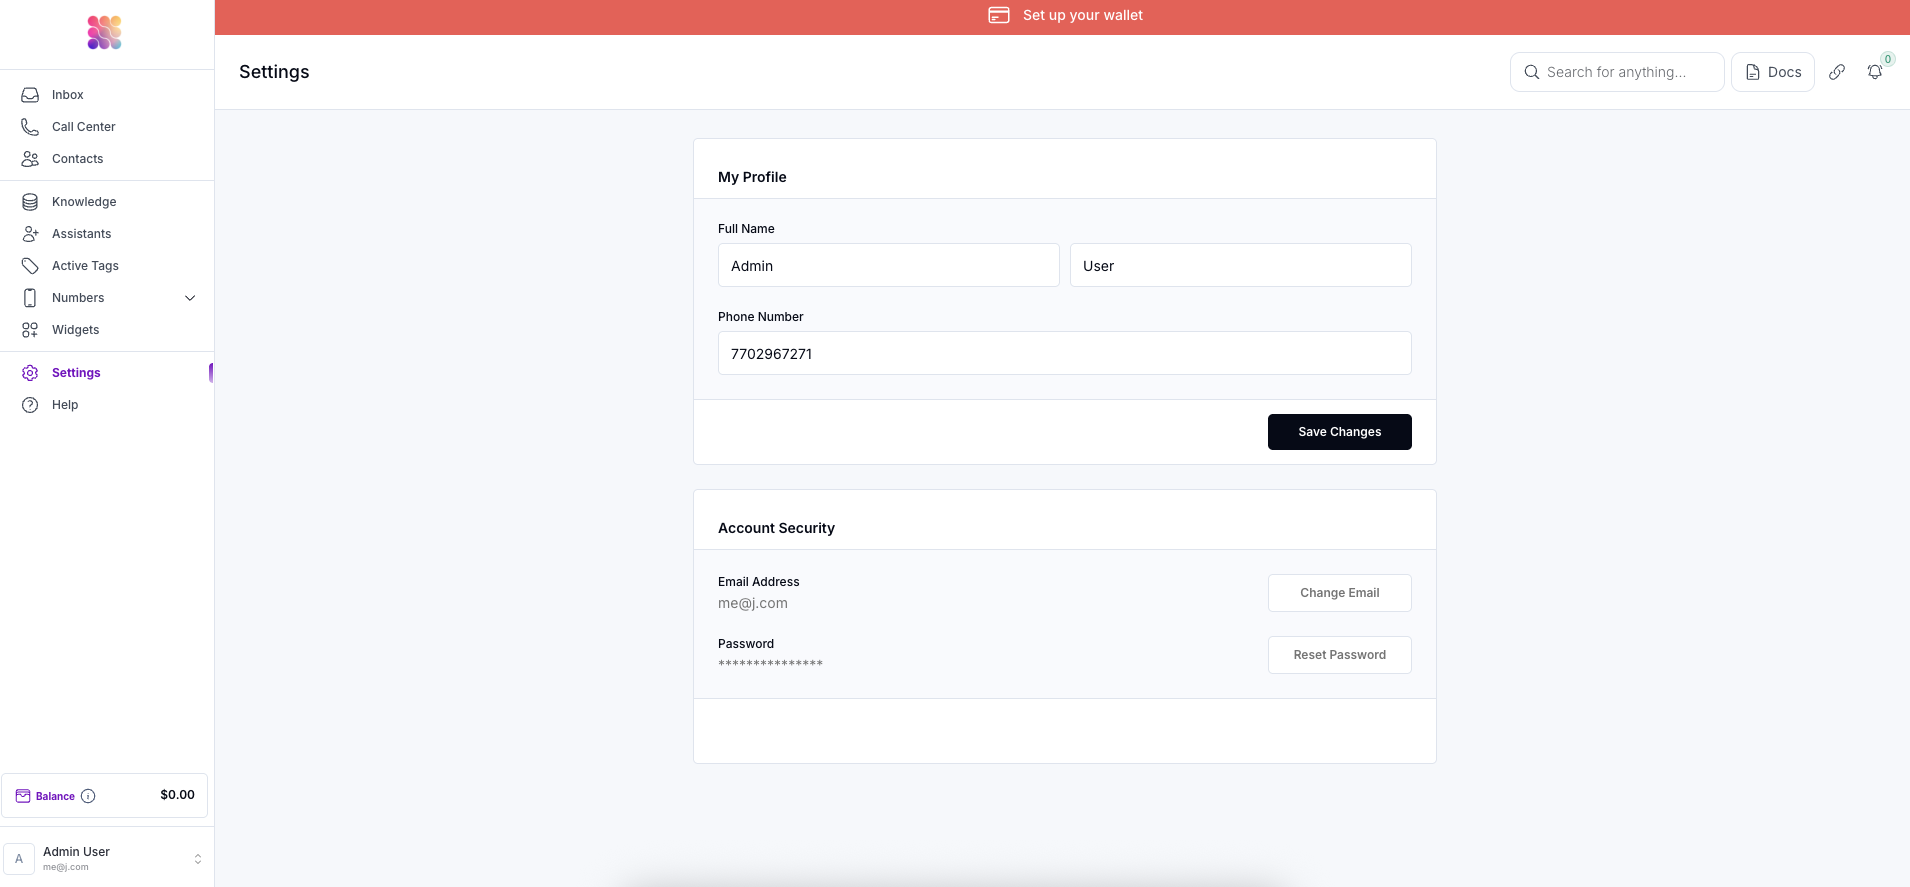 Set up your wallet
Settings
Search for anything...
Docs
0
Inbox
Call Center
Contacts
Knowledge
Assistants
Active Tags
Numbers
Widgets
Settings
Help
Balance
$0.00
A
Admin User
me@j.com
My Profile
Full Name
Admin
User
Phone Number
7702967271
Save Changes
Account Security
Email Address
me@j.com
Change Email
Password
***************
Reset Password